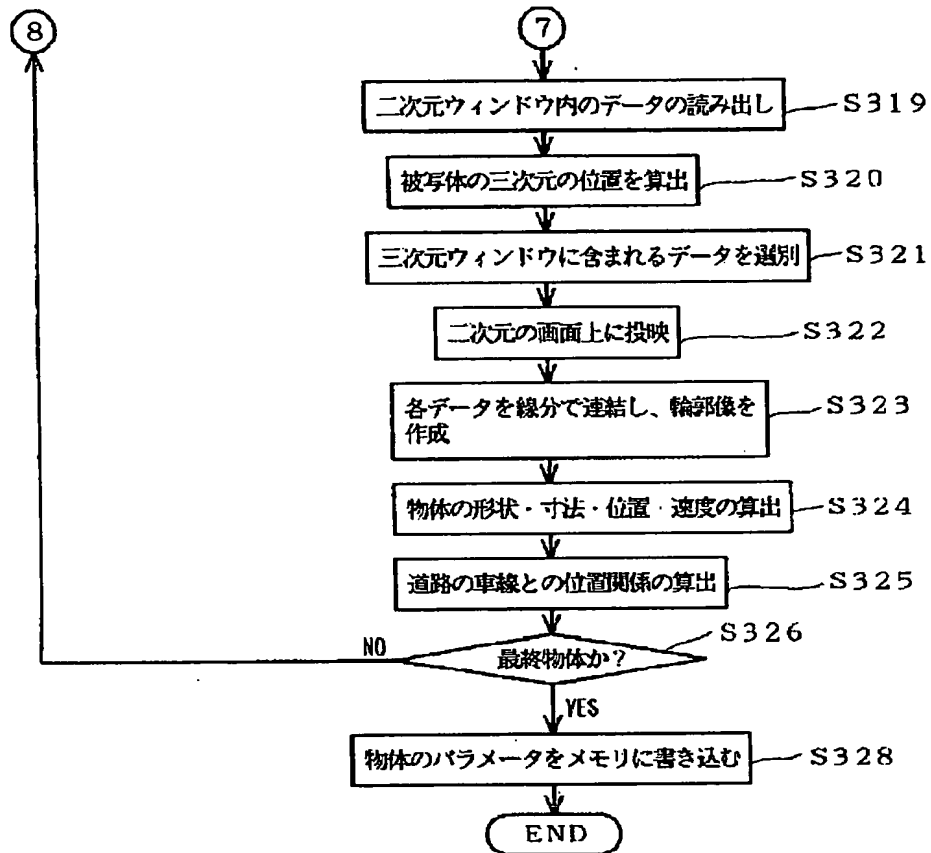 8
7
二次元ウィンドウ内のデータの読み出し
S319
被写体の三次元の位置を算出
S320
三次元ウィンドウに含まれるデータを選別
S321
二次元の画面上に投映
S322
各データを線分で連結し、輪郭像を
作成
S323
物体の形状・寸法・位置・速度の算出
S324
道路の車線との位置関係の算出
S325
S326
NO
最終物体か?
YES
物体のパラメータをメモリに書き込む
S328
END